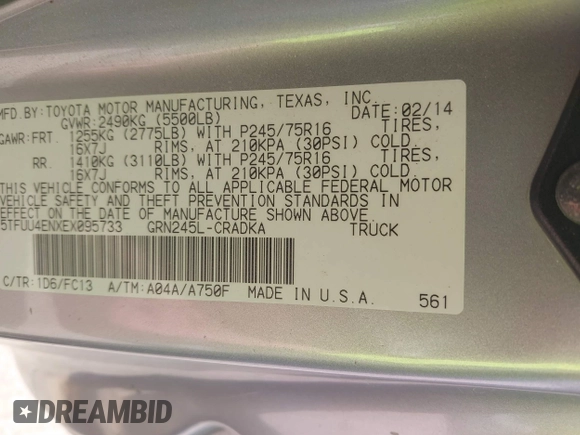 MFD.BY:TOYOTA MOTOR MANUFACTURING, TEXAS, INC.
GVWR:2490KG (5500LB) DATE:02/14
GAWR:FRT. 1255KG (2775LB) WITH P245/75R16 TIRES,
16X7J RIMS, AT 210KPA (30PSI) COLD.
RR. 1410KG (3110LB) WITH P245/75R16 TIRES,
16X7J RIMS, AT 210KPA (30PSI) COLD.
THIS VEHICLE CONFORMS TO ALL APPLICABLE FEDERAL MOTOR
VEHICLE SAFETY AND THEFT PREVENTION STANDARDS IN
EFFECT ON THE DATE OF MANUFACTURE SHOWN ABOVE.
5TFUU4ENXEX095733 GRN245L-CRADKA TRUCK
C/TR:1D6/FC13 A/TM:A04A/A750F MADE IN U.S.A.
561
DREAMBID